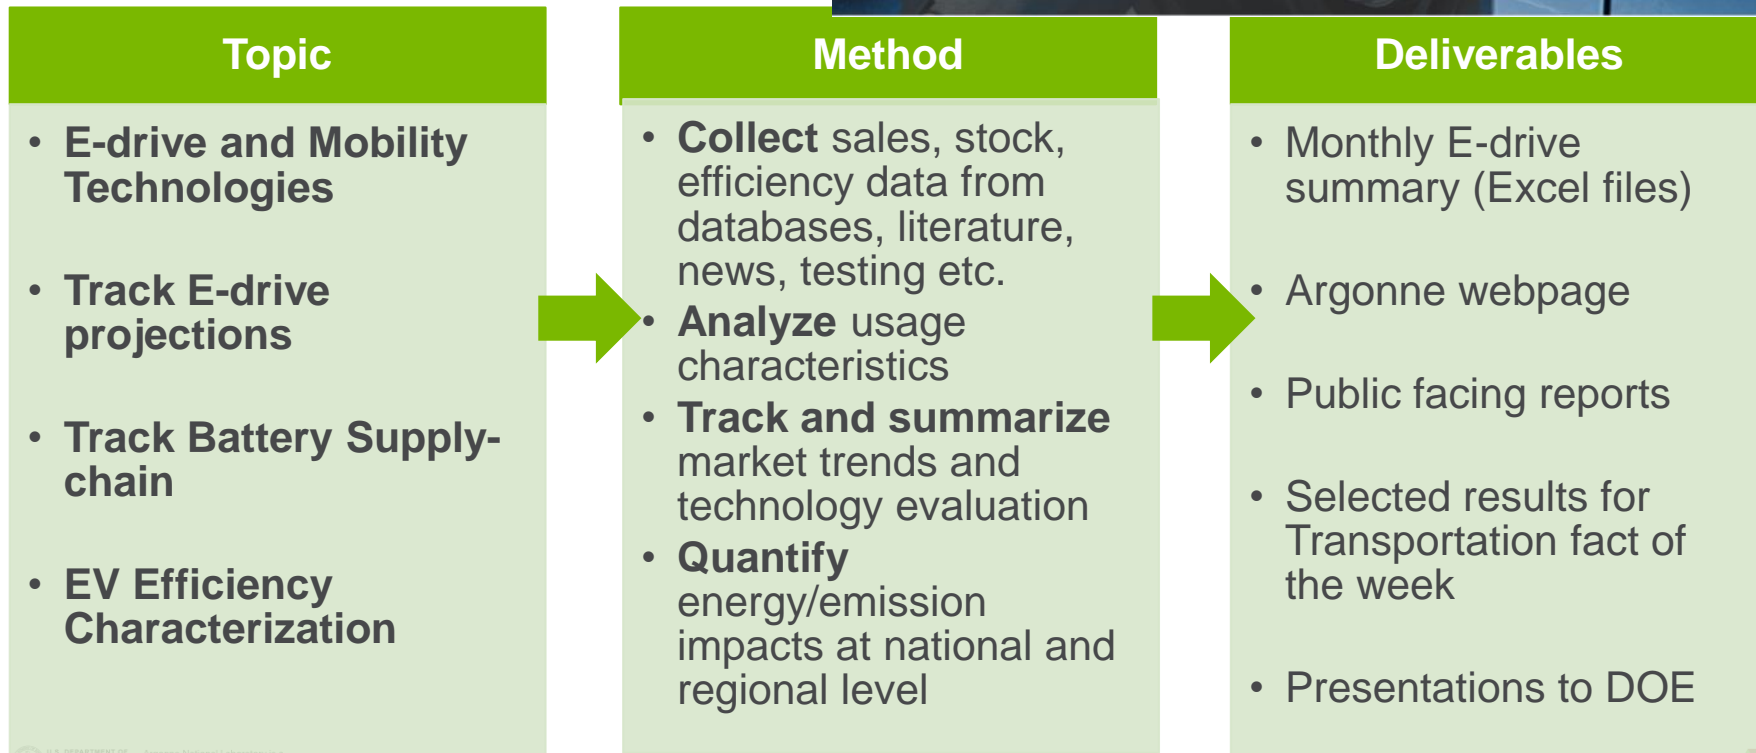 Topic
• E-drive and Mobility
Technologies
• Track E-drive
projections
• Track Battery Supply-
chain
• EV Efficiency
Characterization
Method
• Collect sales, stock,
efficiency data from
databases, literature,
news, testing etc.
• Analyze usage
characteristics
• Track and summarize
market trends and
technology evaluation
• Quantify
energy/emission
impacts at national and
regional level
Deliverables
• Monthly E-drive
summary (Excel files)
• Argonne webpage
• Public facing reports
• Selected results for
Transportation fact of
the week
• Presentations to DOE